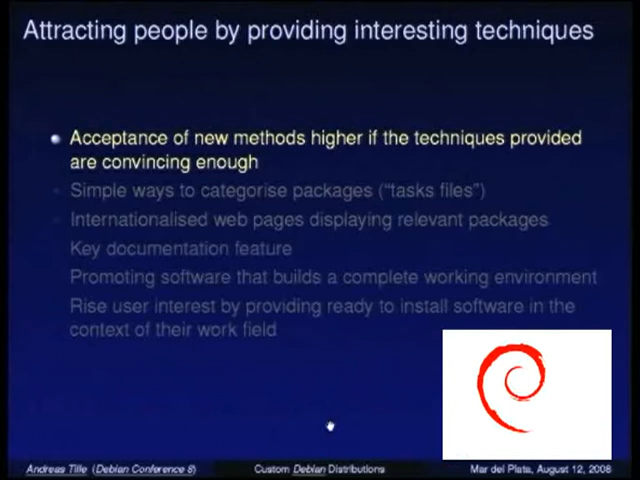 Attracting people by providing interesting techniques
Acceptance of new methods higher if the techniques provided
are convincing enough
Simple ways to categorise packages (“tasks files”)
Internationalised web pages displaying relevant packages
Key documentation feature
Promoting software that builds a complete working environment
Rise user interest by providing ready to install software in the
context of their work field
Andreas Tille (Debian Conference 8) Custom Debian Distributions Mar del Plata, August 12, 2008